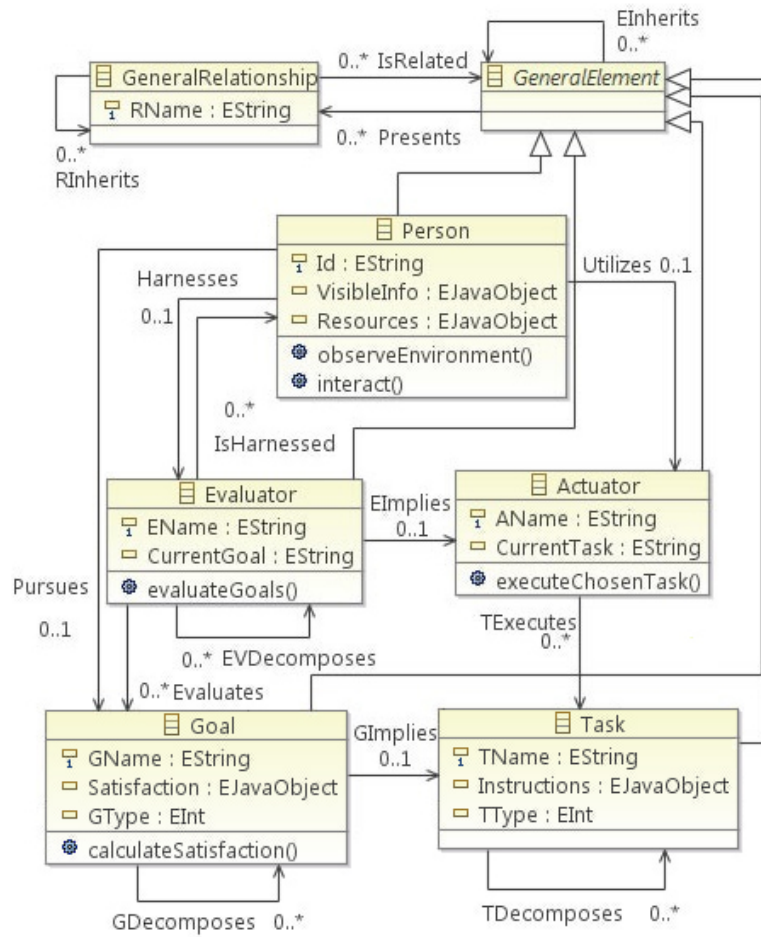 EInherits
0..*
GeneralRelationship
0..* IsRelated
GeneralElement
RName : EString
0..* Presents
0..*
RInherits
Person
Id : EString
VisibleInfo : EJavaObject
Resources : EJavaObject
observeEnvironment()
interact()
Harnesses
0..1
Utilizes 0..1
0..*
IsHarnessed
Evaluator
EName : EString
CurrentGoal : EString
evaluateGoals()
EImplies
0..1
Actuator
AName : EString
CurrentTask : EString
executeChosenTask()
Pursues
0..1
0..* EVDecomposes
TExecutes
0..*
0..* Evaluates
Goal
GName : EString
Satisfaction : EJavaObject
GType : EInt
calculateSatisfaction()
GImplies
0..1
Task
TName : EString
Instructions : EJavaObject
TType : EInt
GDecomposes 0..*
TDecomposes 0..*